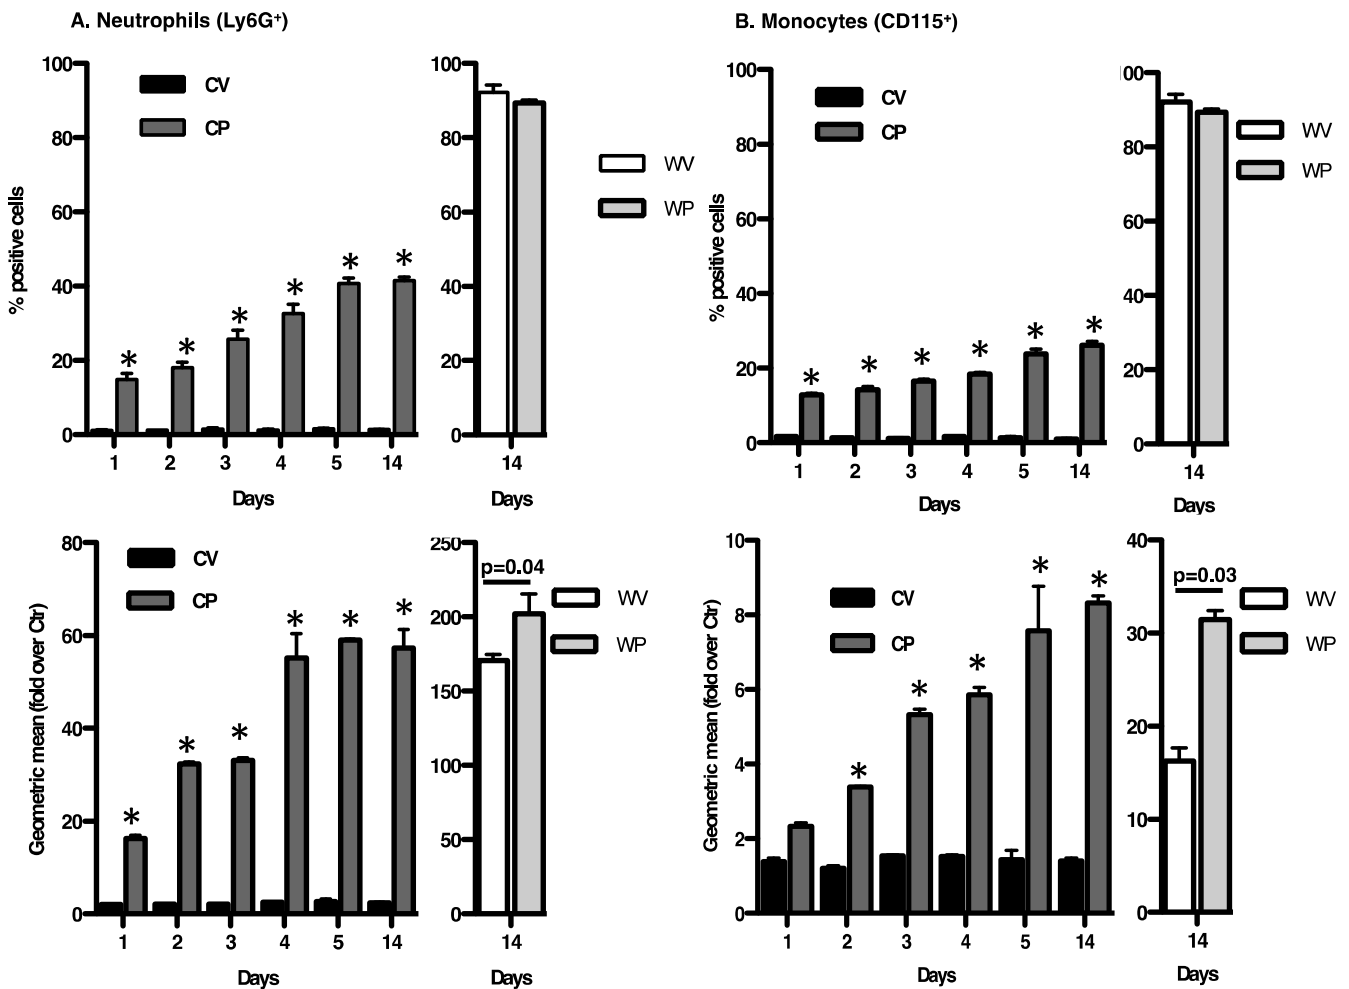 A. Neutrophils (Ly6G+)
100
80
60
40
20
0
% positive cells
CV
CP
* * * * * *
1 2 3 4 5 14
Days
100
80
60
40
20
0
14
Days
WV
WP
B. Monocytes (CD115+)
100
80
60
40
20
0
% positive cells
CV
CP
* * * * * *
1 2 3 4 5 14
Days
00
80
60
40
20
0
14
Days
WV
WP
80
60
40
20
0
Geometric mean (fold over Ctr)
CV
CP
* * * * * *
1 2 3 4 5 14
Days
250
200
150
100
50
0
p=0.04
14
Days
WV
WP
10
8
6
4
2
0
Geometric mean (fold over Ctr)
CV
CP
* * * * *
1 2 3 4 5 14
Days
40
30
20
10
0
p=0.03
14
Days
WV
WP